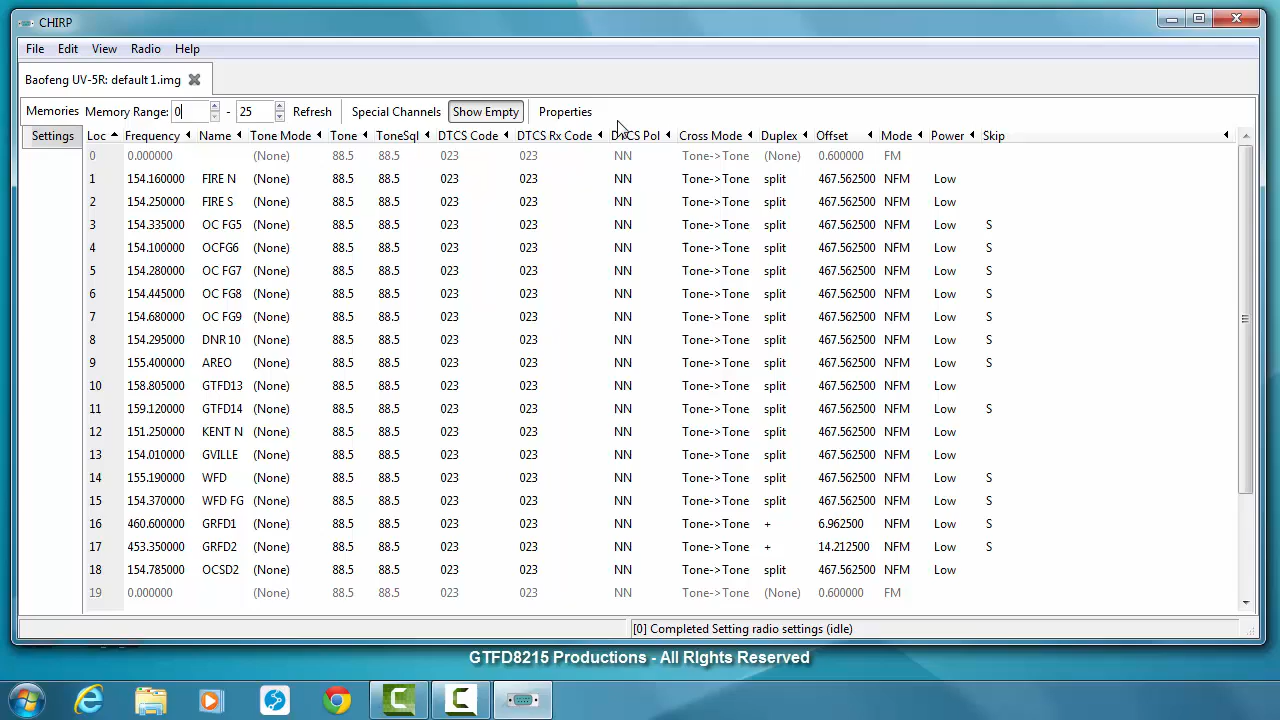 CHIRP
File Edit View Radio Help
Baofeng UV-5R: default 1.img
Memories Memory Range: 0 - 25 Refresh Special Channels Show Empty Properties
Settings Loc Frequency Name Tone Mode Tone ToneSql DTCS Code DTCS Rx Code DTCS Pol Cross Mode Duplex Offset Mode Power Skip
0 0.000000 (None) 88.5 88.5 023 023 NN Tone->Tone (None) 0.600000 FM
1 154.160000 FIRE N (None) 88.5 88.5 023 023 NN Tone->Tone split 467.562500 NFM Low
2 154.250000 FIRE S (None) 88.5 88.5 023 023 NN Tone->Tone split 467.562500 NFM Low
3 154.335000 OC FG5 (None) 88.5 88.5 023 023 NN Tone->Tone split 467.562500 NFM Low S
4 154.100000 OCFG6 (None) 88.5 88.5 023 023 NN Tone->Tone split 467.562500 NFM Low S
5 154.280000 OC FG7 (None) 88.5 88.5 023 023 NN Tone->Tone split 467.562500 NFM Low S
6 154.445000 OC FG8 (None) 88.5 88.5 023 023 NN Tone->Tone split 467.562500 NFM Low S
7 154.680000 OC FG9 (None) 88.5 88.5 023 023 NN Tone->Tone split 467.562500 NFM Low S
8 154.295000 DNR 10 (None) 88.5 88.5 023 023 NN Tone->Tone split 467.562500 NFM Low S
9 155.400000 AREO (None) 88.5 88.5 023 023 NN Tone->Tone split 467.562500 NFM Low S
10 158.805000 GTFD13 (None) 88.5 88.5 023 023 NN Tone->Tone split 467.562500 NFM Low
11 159.120000 GTFD14 (None) 88.5 88.5 023 023 NN Tone->Tone split 467.562500 NFM Low S
12 151.250000 KENT N (None) 88.5 88.5 023 023 NN Tone->Tone split 467.562500 NFM Low
13 154.010000 GVILLE (None) 88.5 88.5 023 023 NN Tone->Tone split 467.562500 NFM Low
14 155.190000 WFD (None) 88.5 88.5 023 023 NN Tone->Tone split 467.562500 NFM Low S
15 154.370000 WFD FG (None) 88.5 88.5 023 023 NN Tone->Tone split 467.562500 NFM Low S
16 460.600000 GRFD1 (None) 88.5 88.5 023 023 NN Tone->Tone + 6.962500 NFM Low S
17 453.350000 GRFD2 (None) 88.5 88.5 023 023 NN Tone->Tone + 14.212500 NFM Low S
18 154.785000 OCSD2 (None) 88.5 88.5 023 023 NN Tone->Tone split 467.562500 NFM Low
19 0.000000 (None) 88.5 88.5 023 023 NN Tone->Tone (None) 0.600000 FM
[0] Completed Setting radio settings (idle)
GTFD8215 Productions - All Rights Reserved